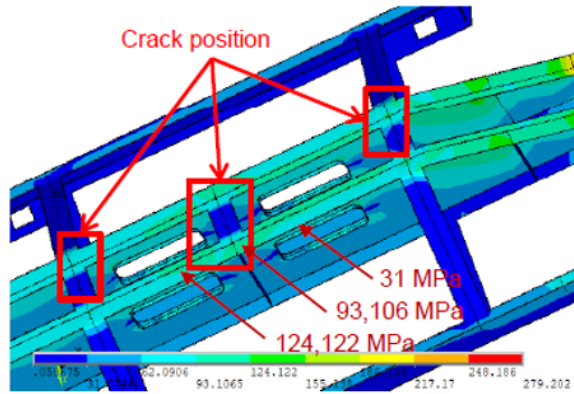 Crack position
31 MPa
93,106 MPa
124,122 MPa
62.0906 124.122 248.186
93.1065 217.17 279.202